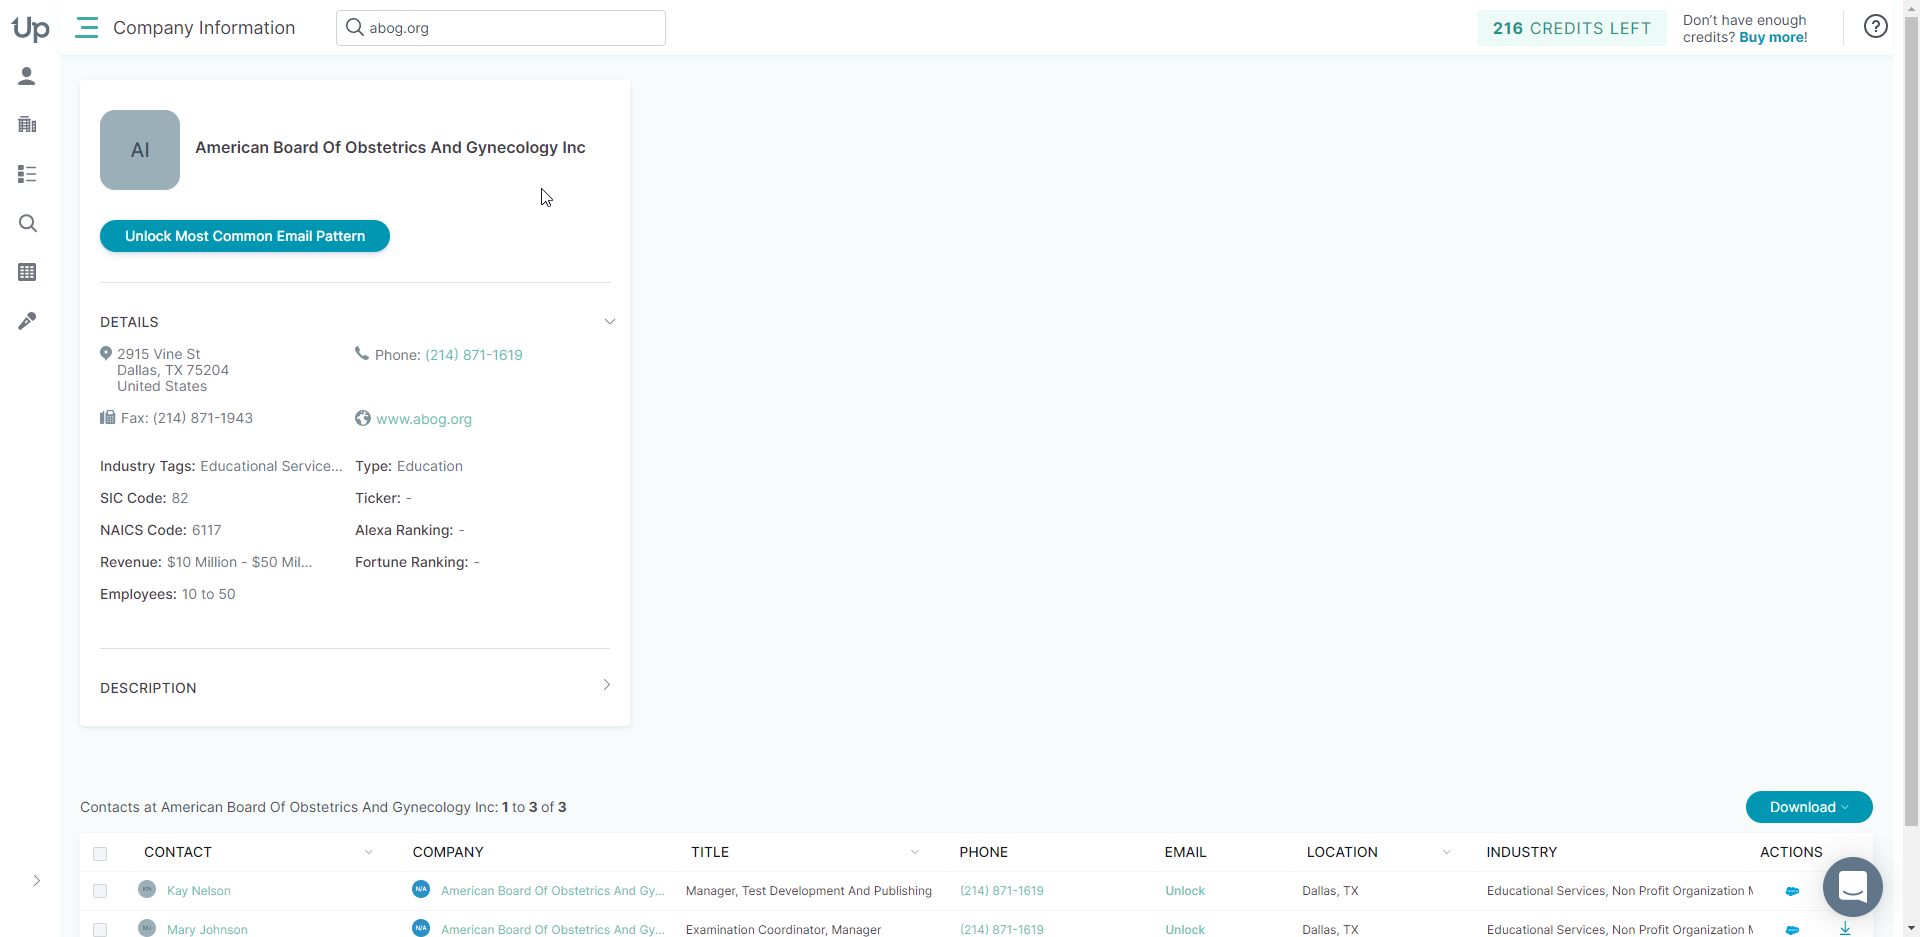 Up
Company Information
abog.org
216 CREDITS LEFT
Don't have enough
credits? Buy more!
AI
American Board Of Obstetrics And Gynecology Inc
Unlock Most Common Email Pattern
DETAILS
2915 Vine St
Dallas, TX 75204
United States
Phone: (214) 871-1619
Fax: (214) 871-1943
www.abog.org
Industry Tags: Educational Service...
Type: Education
SIC Code: 82
Ticker: -
NAICS Code: 6117
Alexa Ranking: -
Revenue: $10 Million - $50 Mil...
Fortune Ranking: -
Employees: 10 to 50
DESCRIPTION
Contacts at American Board Of Obstetrics And Gynecology Inc: 1 to 3 of 3
Download
CONTACT COMPANY TITLE PHONE EMAIL LOCATION INDUSTRY ACTIONS
KN Kay Nelson N/A American Board Of Obstetrics And Gy... Manager, Test Development And Publishing (214) 871-1619 Unlock Dallas, TX Educational Services, Non Profit Organization M
MJ Mary Johnson N/A American Board Of Obstetrics And Gy... Examination Coordinator, Manager (214) 871-1619 Unlock Dallas, TX Educational Services, Non Profit Organization M